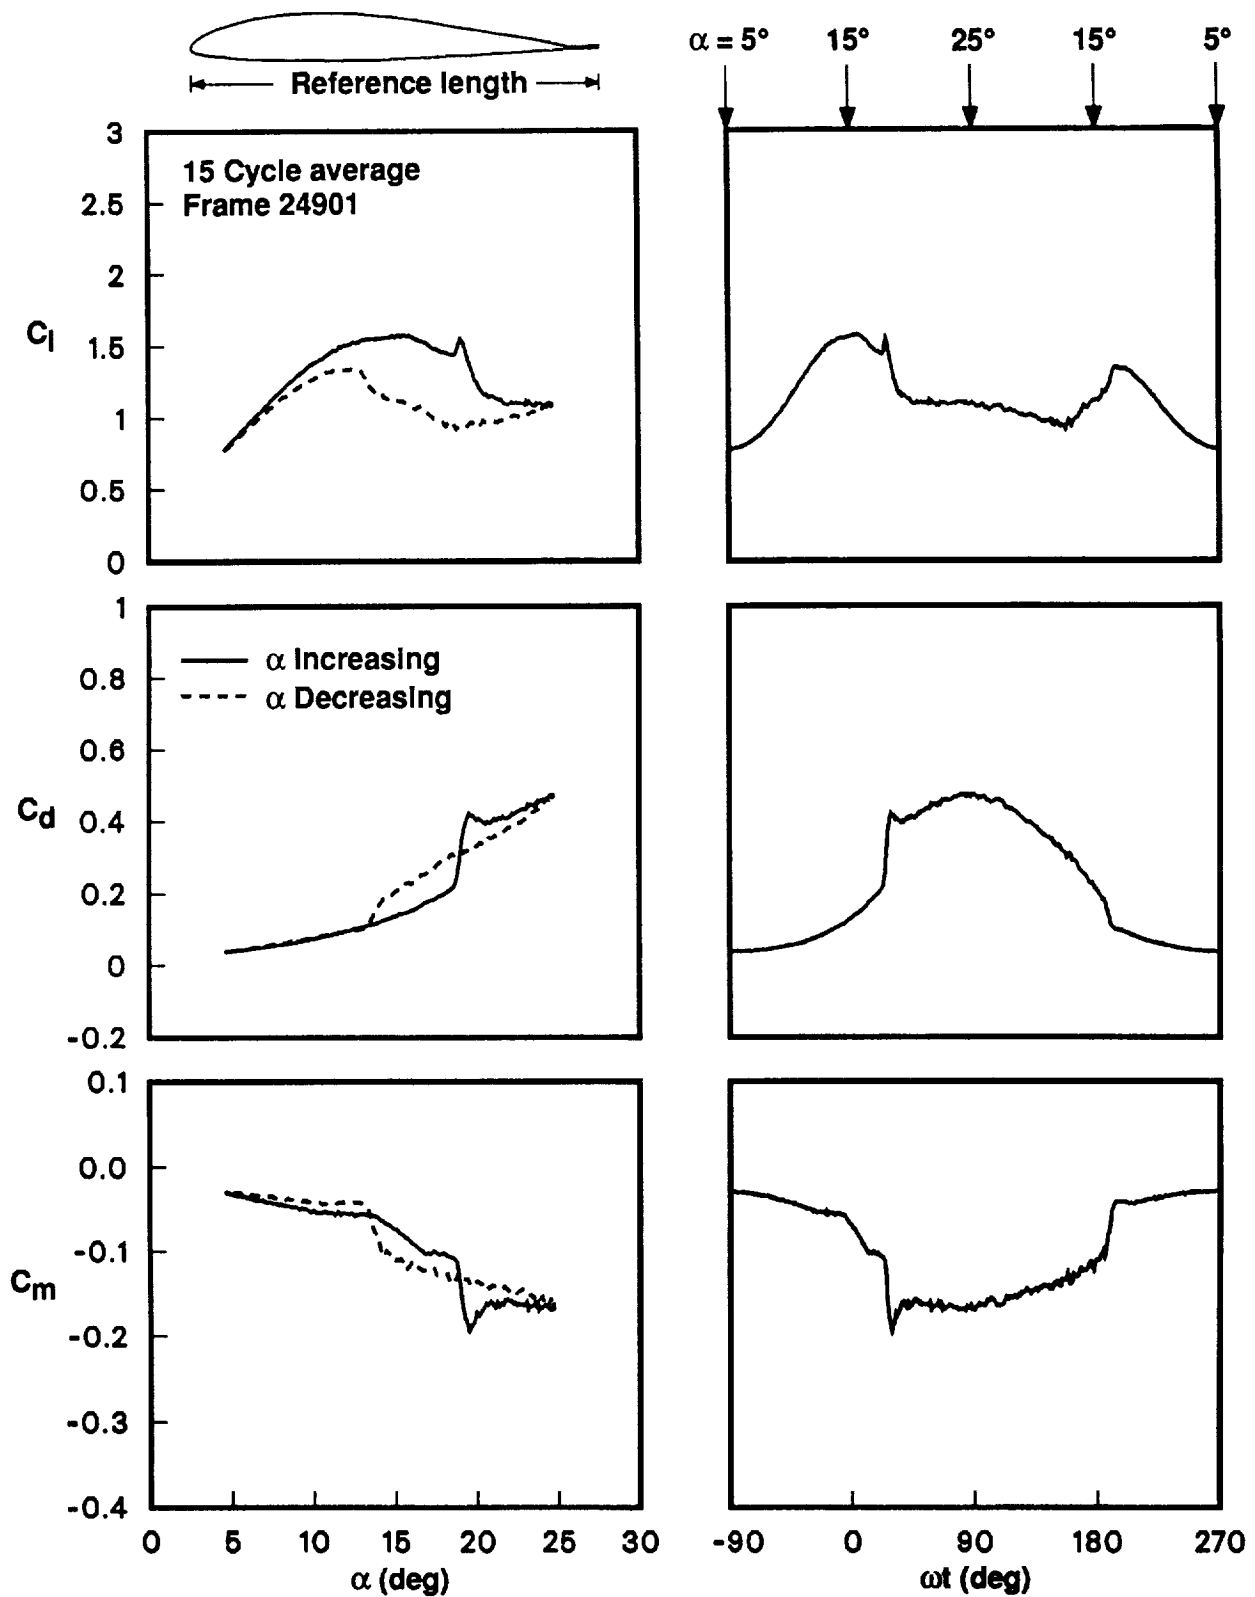 α = 5° 15° 25° 15° 5°
Reference length
15 Cycle average
Frame 24901
3
2.5
2
1.5
1
0.5
0
Cl
α Increasing
α Decreasing
1
0.8
0.6
0.4
0.2
0
-0.2
Cd
0.1
0.0
-0.1
-0.2
-0.3
-0.4
Cm
0 5 10 15 20 25 30
α (deg)
-90 0 90 180 270
ωt (deg)